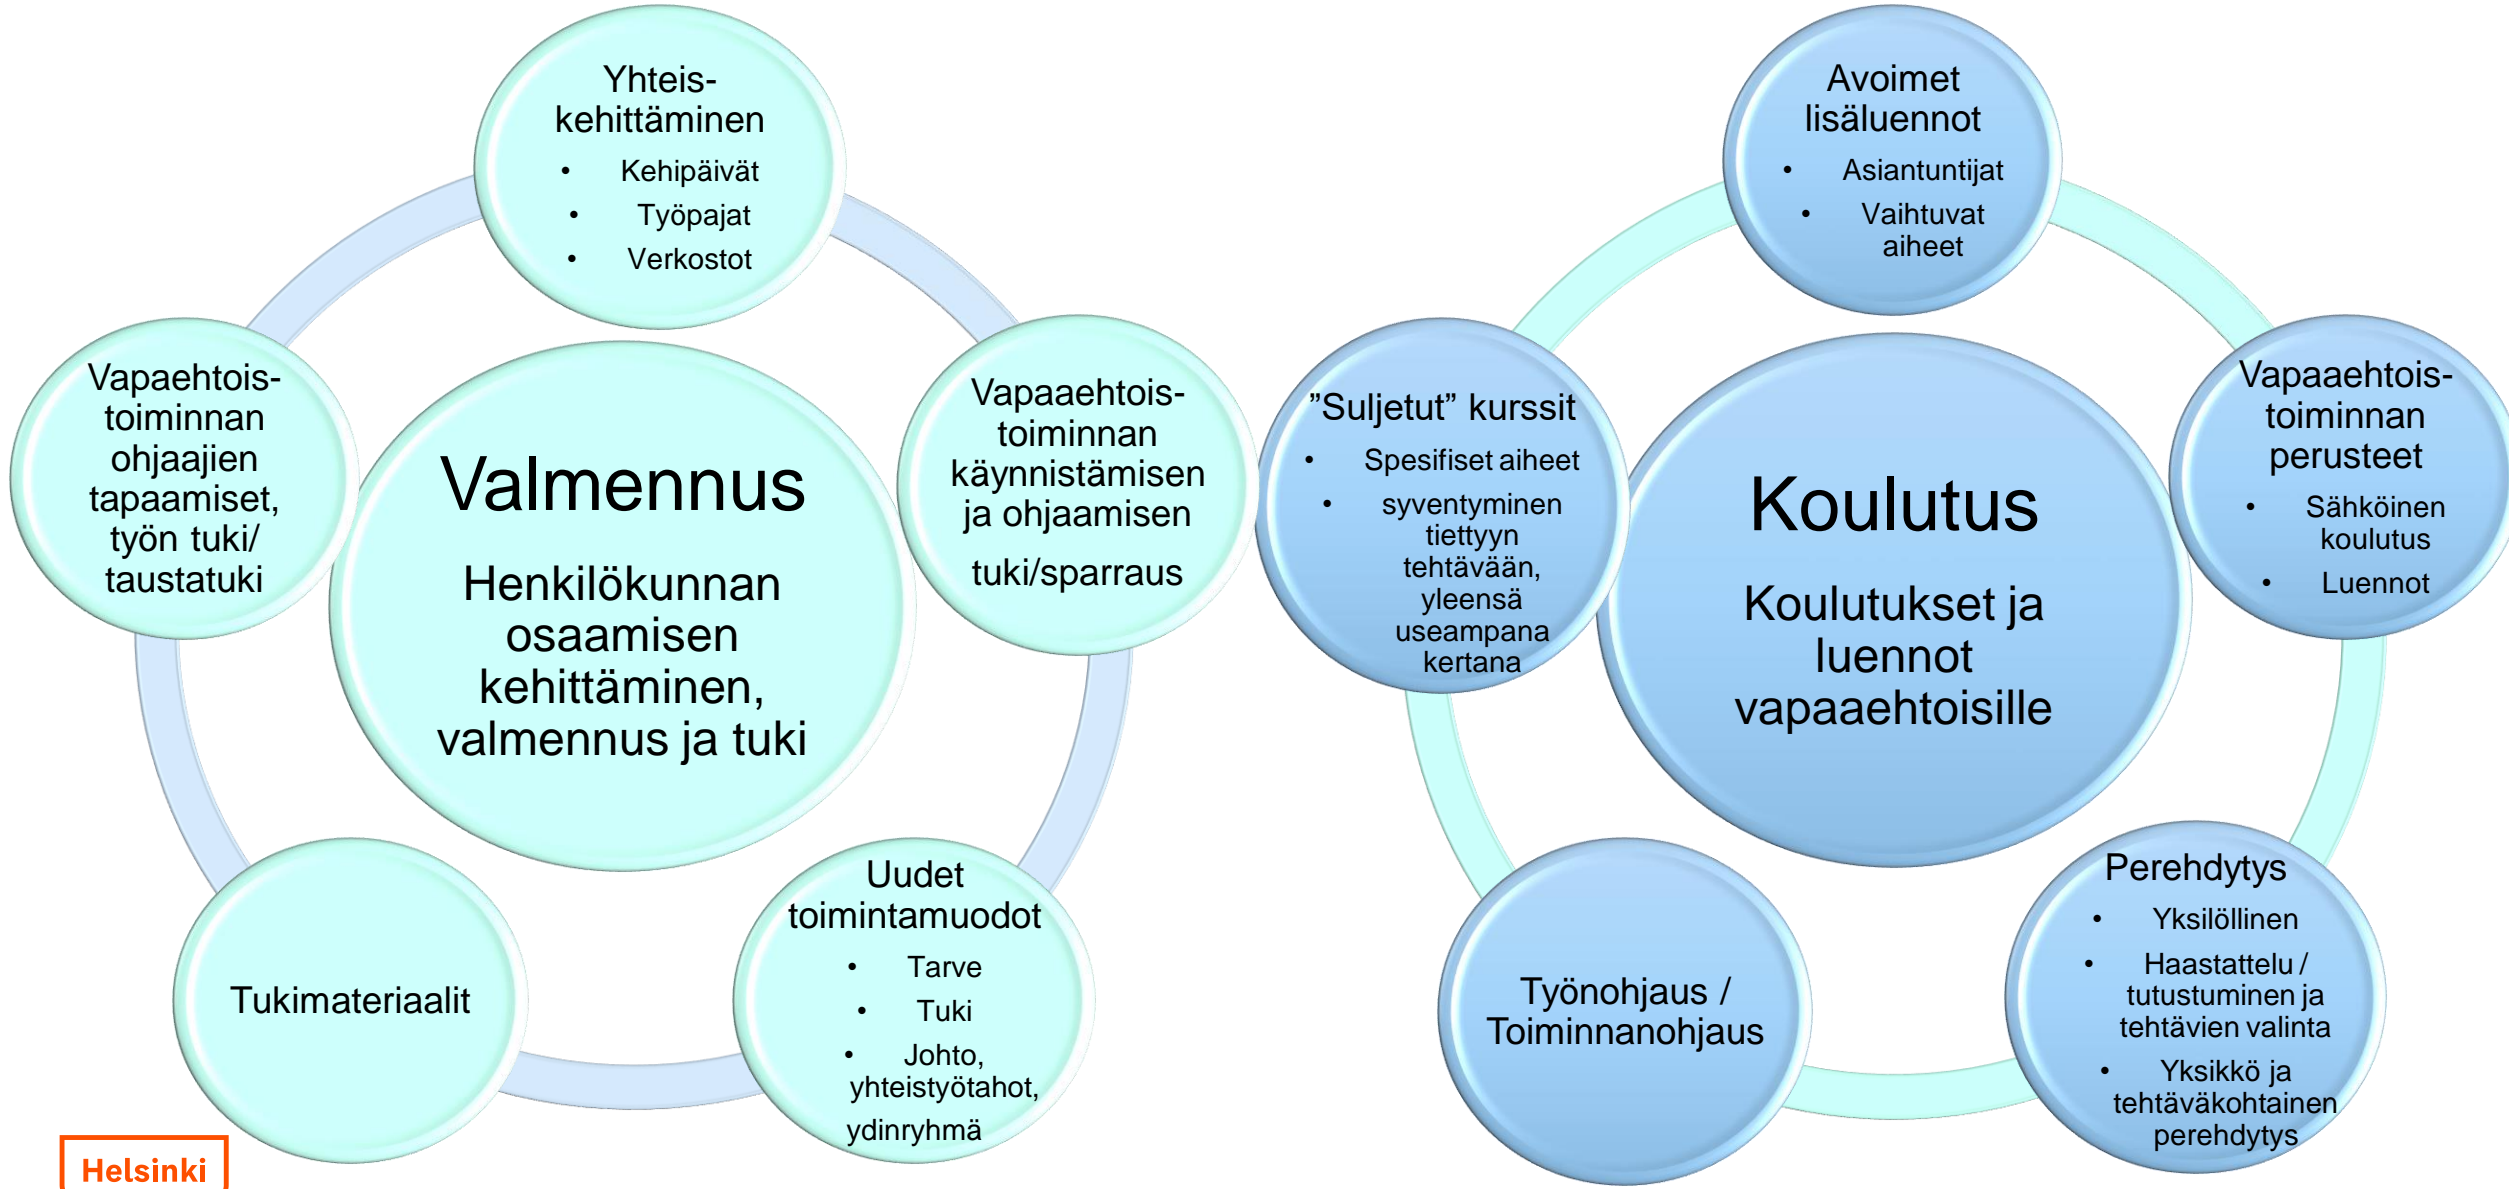 Yhteis-
kehittäminen
• Kehipäivät
• Työpajat
• Verkostot
Vapaehtois-
toiminnan
ohjaajien
tapaamiset,
työn tuki/
taustatuki
Valmennus
Henkilökunnan
osaamisen
kehittäminen,
valmennus ja tuki
Vapaaehtois-
toiminnan
käynnistämisen
ja ohjaamisen
tuki/sparraus
Tukimateriaalit
Uudet
toimintamuodot
• Tarve
• Tuki
• Johto,
yhteistyötahot,
ydinryhmä
Helsinki
Avoimet
lisäluennot
• Asiantuntijat
• Vaihtuvat
aiheet
”Suljetut” kurssit
• Spesifiset aiheet
• syventyminen
tiettyyn
tehtävään,
yleensä
useampana
kertana
Koulutus
Koulutukset ja
luennot
vapaaehtoisille
Vapaaehtois-
toiminnan
perusteet
• Sähköinen
koulutus
• Luennot
Työnohjaus /
Toiminnanohjaus
Perehdytys
• Yksilöllinen
• Haastattelu /
tutustuminen ja
tehtävien valinta
• Yksikkö ja
tehtäväkohtainen
perehdytys